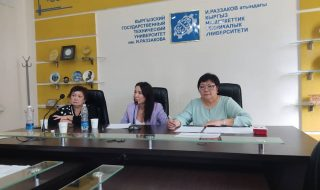 КЫРГЫЗСКИЙ
ГОСУДАРСТВЕННЫЙ
ТЕХНИЧЕСКИЙ
УНИВЕРСИТЕТ
им. И.РАЗЗАКОВА
И.РАЗЗАКОВ атындагы
КЫРГЫЗ
МАМЛЕКЕТТИК
ТЕХНИКАЛЫК
УНИВЕРСИТЕТИ